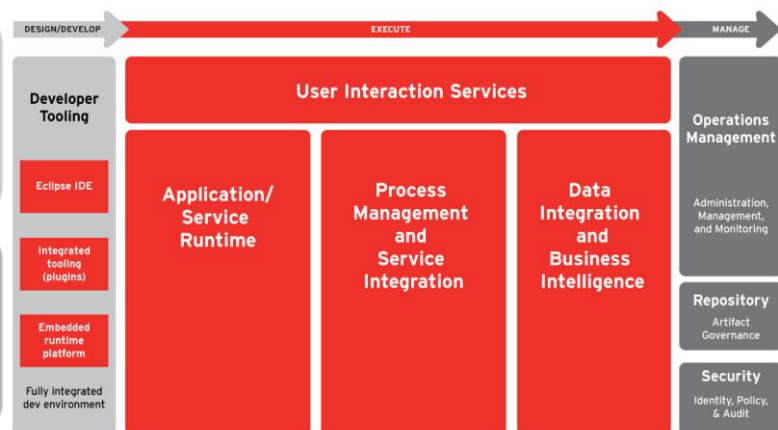 DESIGN/DEVELOP
EXECUTE
MANAGE
Developer
Tooling
Eclipse IDE
Integrated
tooling
(plugins)
Embedded
runtime
platform
Fully integrated
dev environment
User Interaction Services
Application/
Service
Runtime
Process
Management
and
Service
Integration
Data
Integration
and
Business
Intelligence
Operations
Management
Administration,
Management,
and Monitoring
Repository
Artifact
Governance
Security
Identity, Policy,
& Audit